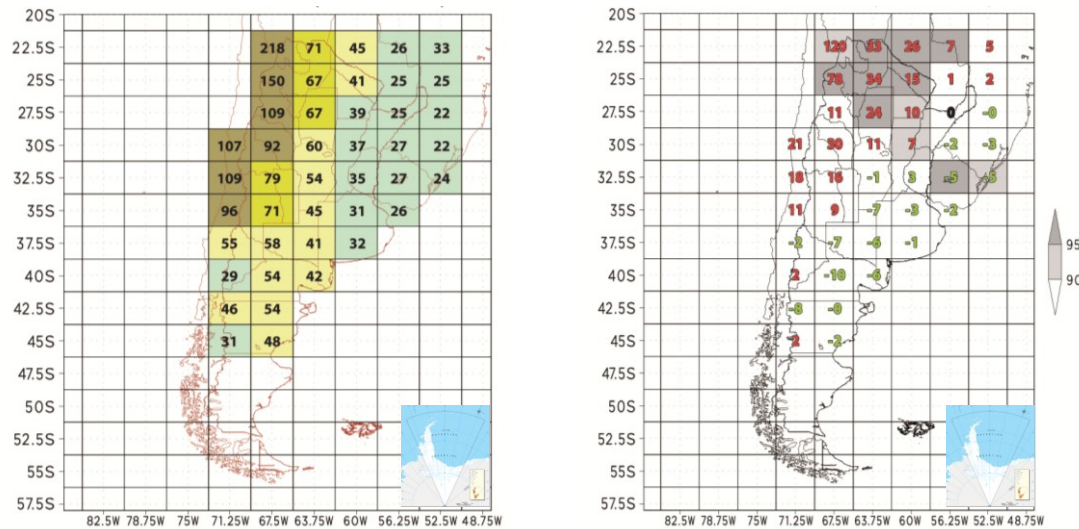 20S
22.5S 218 71 45 26 33
25S 150 67 41 25 25
27.5S 109 67 39 25 22
30S 107 92 60 37 27 22
32.5S 109 79 54 35 27 24
35S 96 71 45 31 26
37.5S 55 58 41 32
40S 29 54 42
42.5S 46 54
45S 31 48
47.5S
50S
52.5S
55S
57.5S
82.5W 78.75W 75W 71.25W 67.5W 63.75W 60W 56.25W 52.5W 48.75W
20S
22.5S 120 33 26 7 5
25S 78 34 15 1 2
27.5S 11 24 10 0 -0
30S 21 30 11 7 -2 -3
32.5S 18 16 -1 3 -5
35S 11 9 -7 -3 -2
37.5S -2 -7 -6 -1
40S 2 -10 -6
42.5S -8
45S 2 -2
47.5S
50S
52.5S
55S
57.5S
82.5W 78.75W 75W 71.25W 67.5W 63.75W 60W 56.25W 52.5W 48.75W
95
90